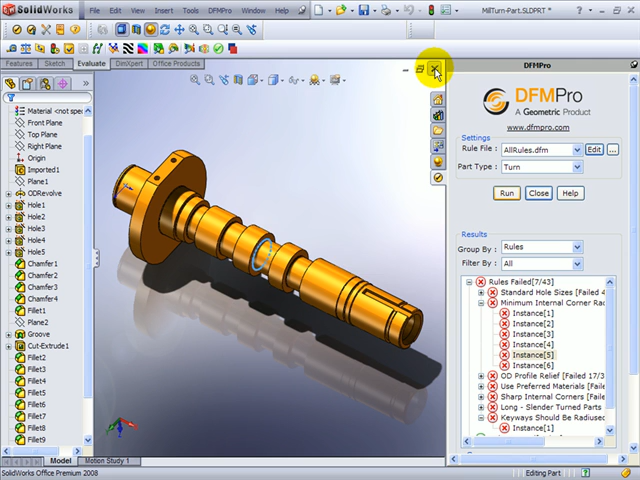 SolidWorks File Edit View Insert Tools DFMPro Window Help MillTurn-Part.SLDPRT *
Features Sketch Evaluate DimXpert Office Products
Material <not spe
Front Plane
Top Plane
Right Plane
Origin
Imported1
Plane1
ODRevolve
Hole1
Hole2
Hole3
Hole4
Hole5
Chamfer1
Chamfer2
Chamfer3
Chamfer4
Fillet1
Plane2
Groove
Cut-Extrude1
Fillet2
Fillet3
Fillet4
Fillet5
Fillet6
Fillet7
Fillet8
Fillet9
DFMPro
DFMPro
A Geometric Product
www.dfmpro.com
Settings
Rule File : AllRules.dfm Edit ...
Part Type : Turn
Run Close Help
Results
Group By : Rules
Filter By : All
Rules Failed[7/43]
Standard Hole Sizes [Failed 4
Minimum Internal Corner Rad
Instance[1]
Instance[2]
Instance[3]
Instance[4]
Instance[5]
Instance[6]
OD Profile Relief [Failed 17/3
Use Preferred Materials [Faile
Sharp Internal Corners [Faile
Long - Slender Turned Parts
Keyways Should Be Radiused
Instance[1]
Model Motion Study 1
SolidWorks Office Premium 2008 Editing Part